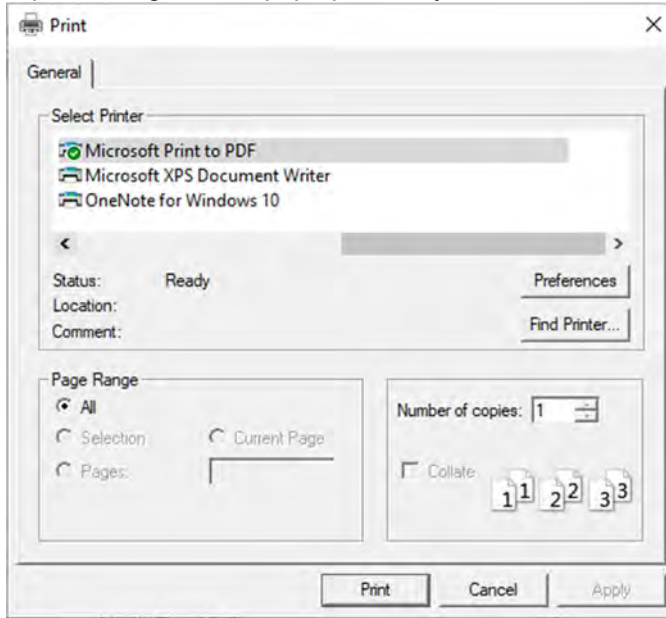 Print
General
Select Printer
Microsoft Print to PDF
Microsoft XPS Document Writer
OneNote for Windows 10
Status: Ready
Location:
Comment:
Preferences
Find Printer...
Page Range
All
Selection
Current Page
Pages:
Number of copies: 1
Collate
1 1 2 2 3 3
Print Cancel Apply